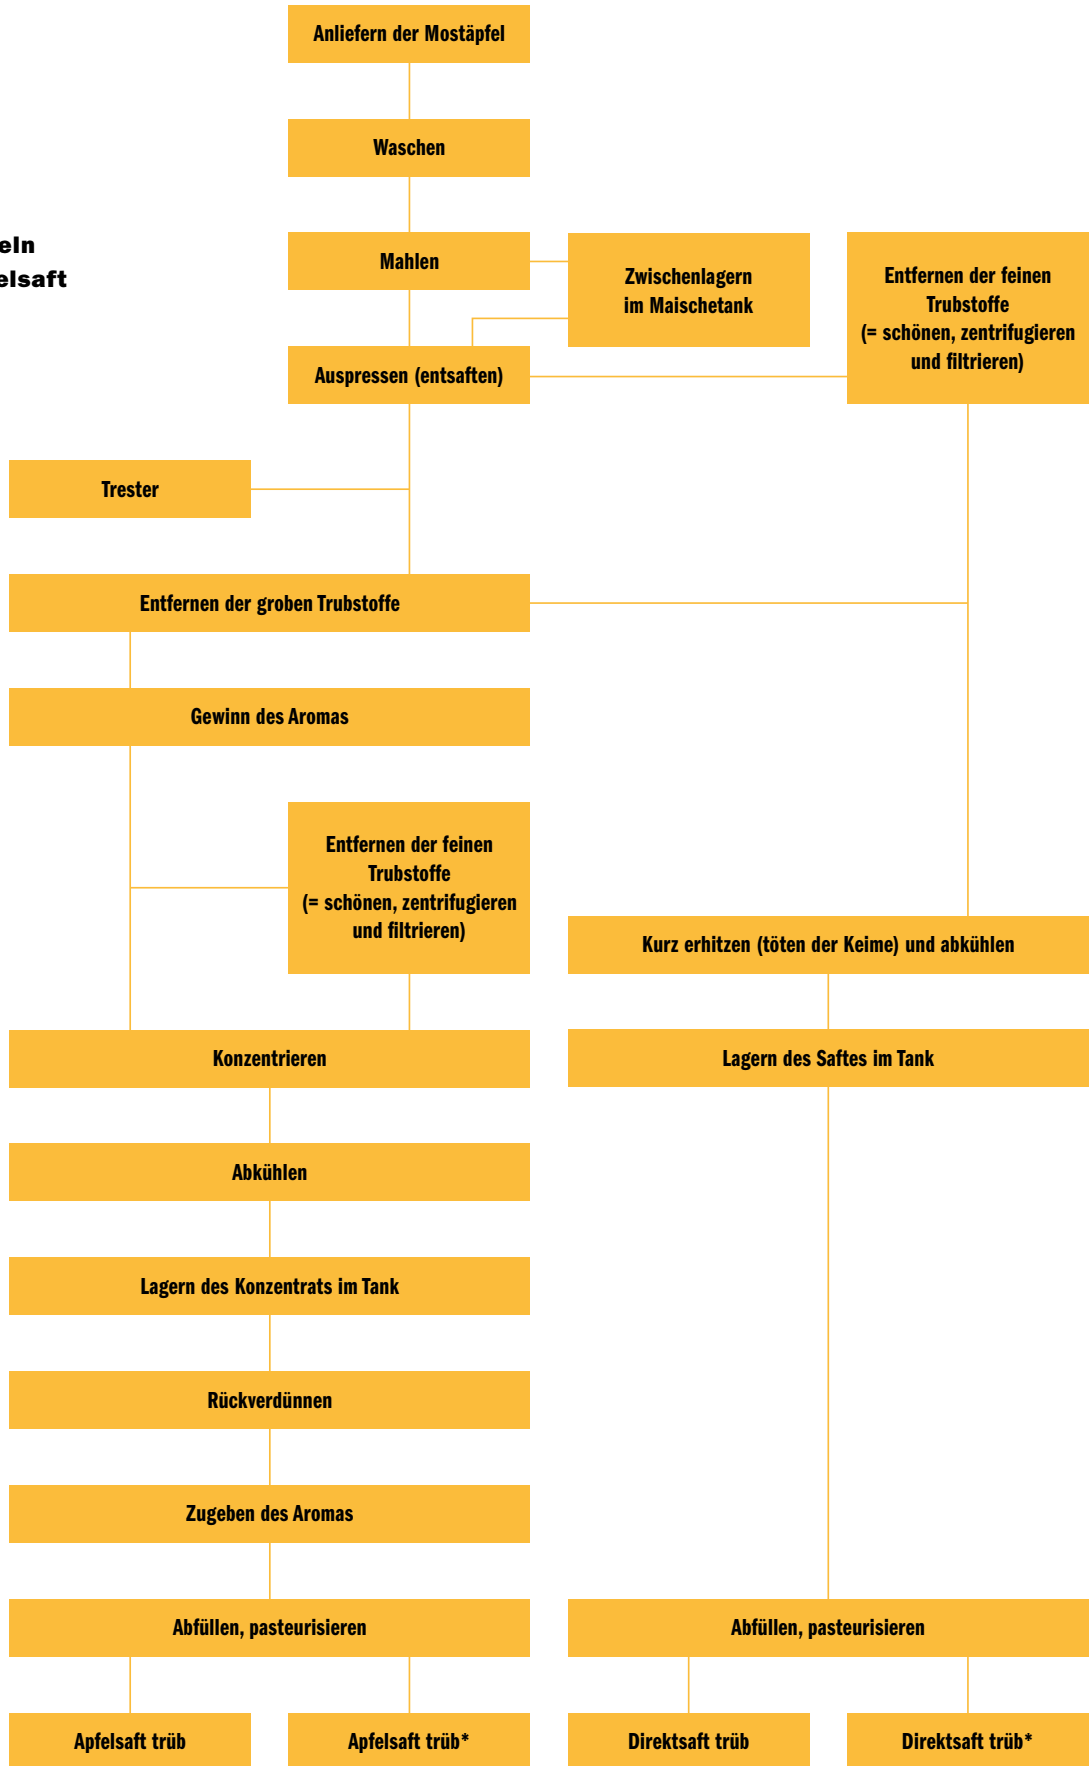 Anliefern der Mostäpfel
Waschen
eln
elsaft
Mahlen
Zwischenlagern
im Maischetank
Entfernen der feinen
Trubstoffe
(= schönen, zentrifugieren
und filtrieren)
Auspressen (entsaften)
Trester
Entfernen der groben Trubstoffe
Gewinn des Aromas
Entfernen der feinen
Trubstoffe
(= schönen, zentrifugieren
und filtrieren)
Kurz erhitzen (töten der Keime) und abkühlen
Konzentrieren
Lagern des Saftes im Tank
Abkühlen
Lagern des Konzentrats im Tank
Rückverdünnen
Zugeben des Aromas
Abfüllen, pasteurisieren
Abfüllen, pasteurisieren
Apfelsaft trüb
Apfelsaft trüb*
Direktsaft trüb
Direktsaft trüb*